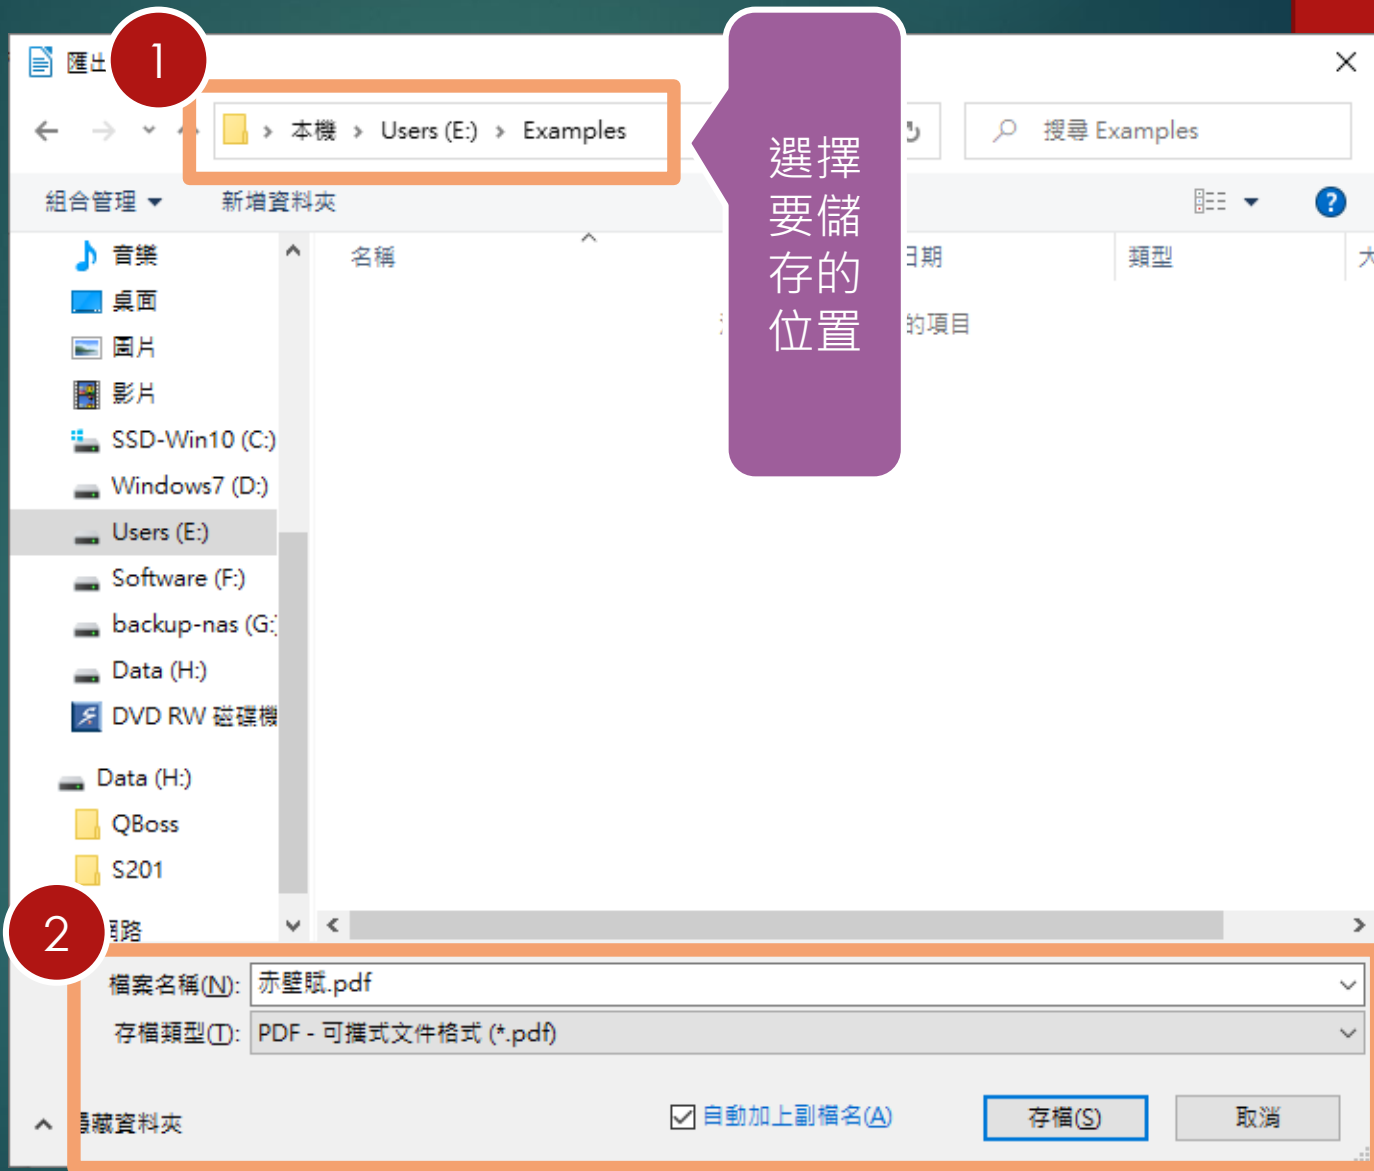 匯出
1
本機 > Users (E:) > Examples
搜尋 Examples
選擇
要儲
存的
位置
組合管理
新增資料夾
名稱
日期
類型
的項目
音樂
桌面
圖片
影片
SSD-Win10 (C:)
Windows7 (D:)
Users (E:)
Software (F:)
backup-nas (G:)
Data (H:)
DVD RW 磁碟機
Data (H:)
QBoss
S201
2
網路
檔案名稱(N): 赤壁賦.pdf
存檔類型(T): PDF - 可攜式文件格式 (*.pdf)
隱藏資料夾
自動加上副檔名(A)
存檔(S)
取消